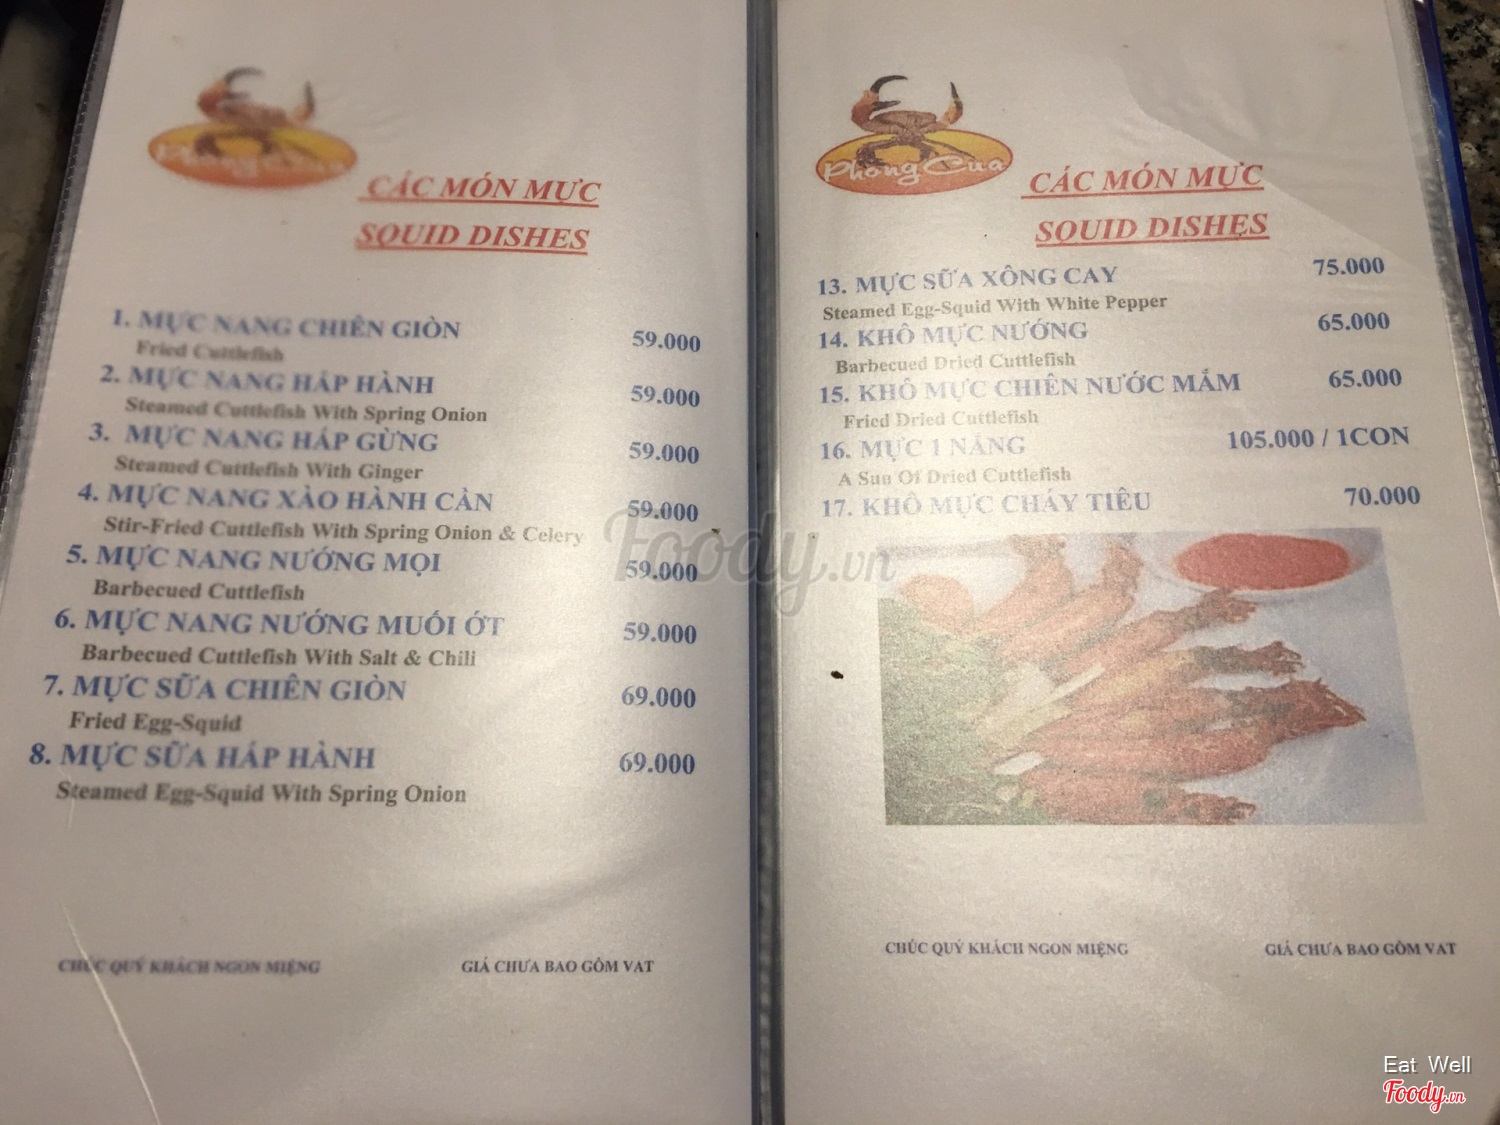 Phong Cua
CÁC MÓN MỰC
SQUID DISHES
1. MỰC NANG CHIÊN GIÒN 59.000
Fried Cuttlefish
2. MỰC NANG HÁP HÀNH 59.000
Steamed Cuttlefish With Spring Onion
3. MỰC NANG HÁP GỪNG 59.000
Steamed Cuttlefish With Ginger
4. MỰC NANG XÀO HÀNH CẦN 59.000
Stir-Fried Cuttlefish With Spring Onion & Celery
5. MỰC NANG NƯỚNG MỌI 59.000
Barbecued Cuttlefish
6. MỰC NANG NƯỚNG MUỐI ỚT 59.000
Barbecued Cuttlefish With Salt & Chili
7. MỰC SỮA CHIÊN GIÒN 69.000
Fried Egg-Squid
8. MỰC SỮA HÁP HÀNH 69.000
Steamed Egg-Squid With Spring Onion
CHÚC QUÝ KHÁCH NGON MIỆNG GIÁ CHƯA BAO GỒM VAT
Phong Cua
CÁC MÓN MỰC
SQUID DISHES
13. MỰC SỮA XÔNG CAY 75.000
Steamed Egg-Squid With White Pepper
14. KHÔ MỰC NƯỚNG 65.000
Barbecued Dried Cuttlefish
15. KHÔ MỰC CHIÊN NƯỚC MẮM 65.000
Fried Dried Cuttlefish
16. MỰC 1 NẮNG 105.000 / 1CON
A Sun Of Dried Cuttlefish
17. KHÔ MỰC CHÁY TIÊU 70.000
CHÚC QUÝ KHÁCH NGON MIỆNG GIÁ CHƯA BAO GỒM VAT
Foody.vn
Eat Well
Foody.vn